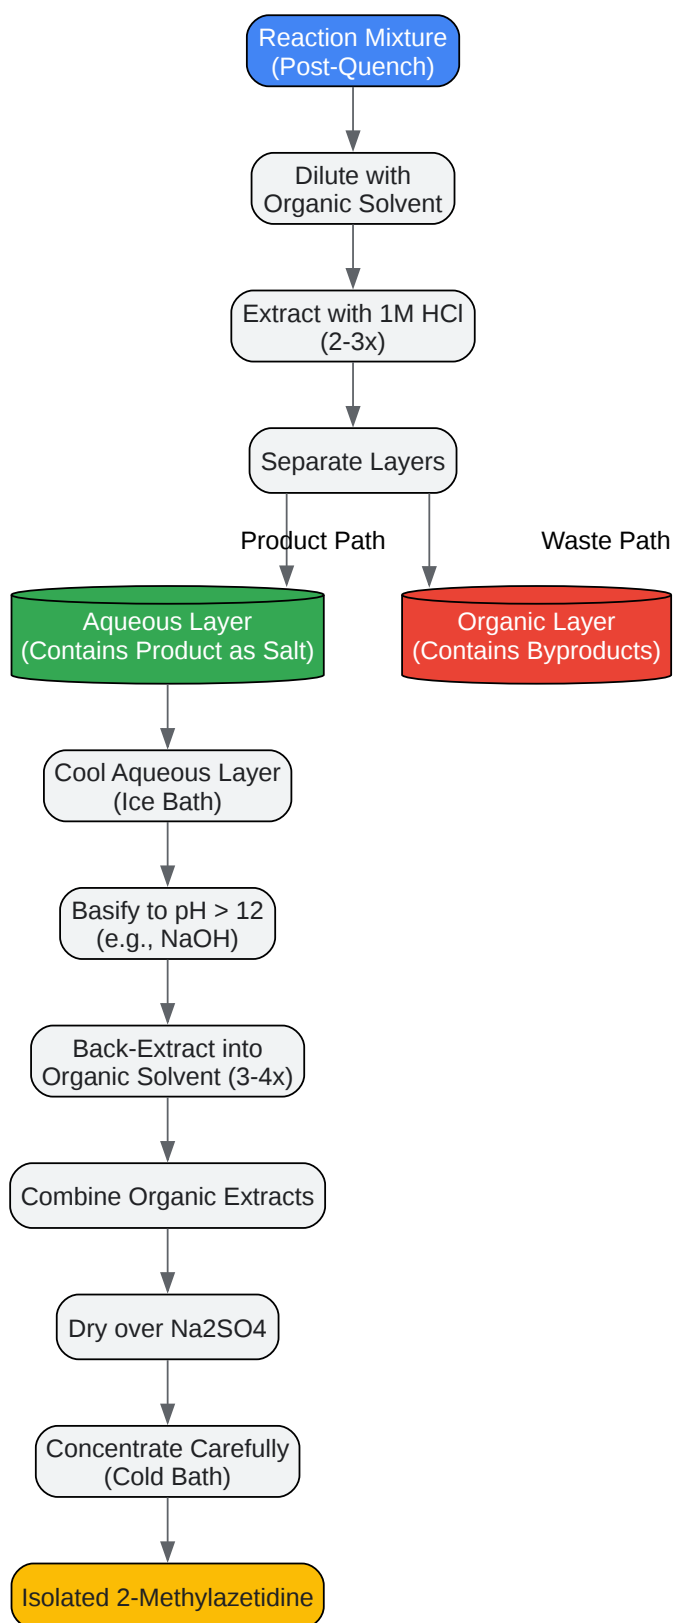 Reaction Mixture
(Post-Quench)
Dilute with
Organic Solvent
Extract with 1M HCl
(2-3x)
Separate Layers
Product Path
Waste Path
Aqueous Layer
(Contains Product as Salt)
Organic Layer
(Contains Byproducts)
Cool Aqueous Layer
(Ice Bath)
Basify to pH > 12
(e.g., NaOH)
Back-Extract into
Organic Solvent (3-4x)
Combine Organic Extracts
Dry over Na2SO4
Concentrate Carefully
(Cold Bath)
Isolated 2-Methylazetidine